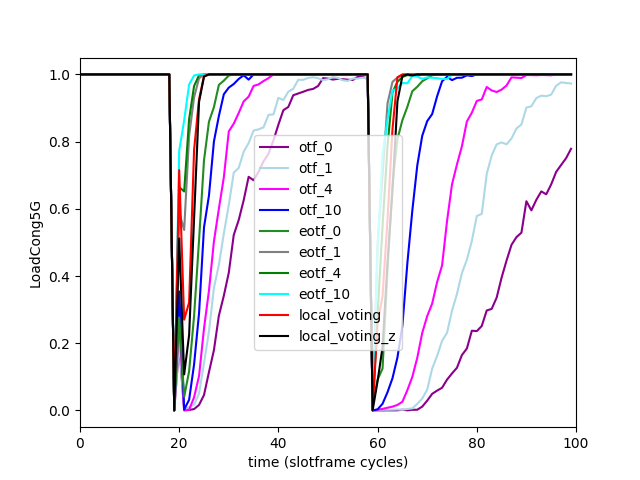 LoadCong5G
1.0
0.8
0.6
0.4
0.2
0.0
otf_0
otf_1
otf_4
otf_10
eotf_0
eotf_1
eotf_4
eotf_10
local_voting
local_voting_z
0 20 40 60 80 100
time (slotframe cycles)